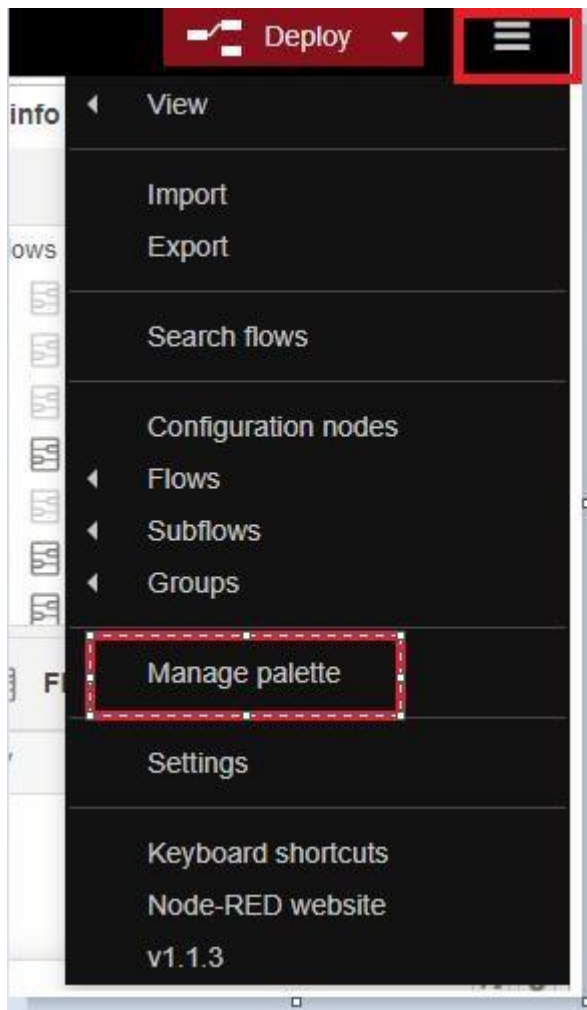 Deploy
info
View
Import
ows
Export
Search flows
Configuration nodes
Flows
Subflows
Groups
Manage palette
Settings
Keyboard shortcuts
Node-RED website
v1.1.3